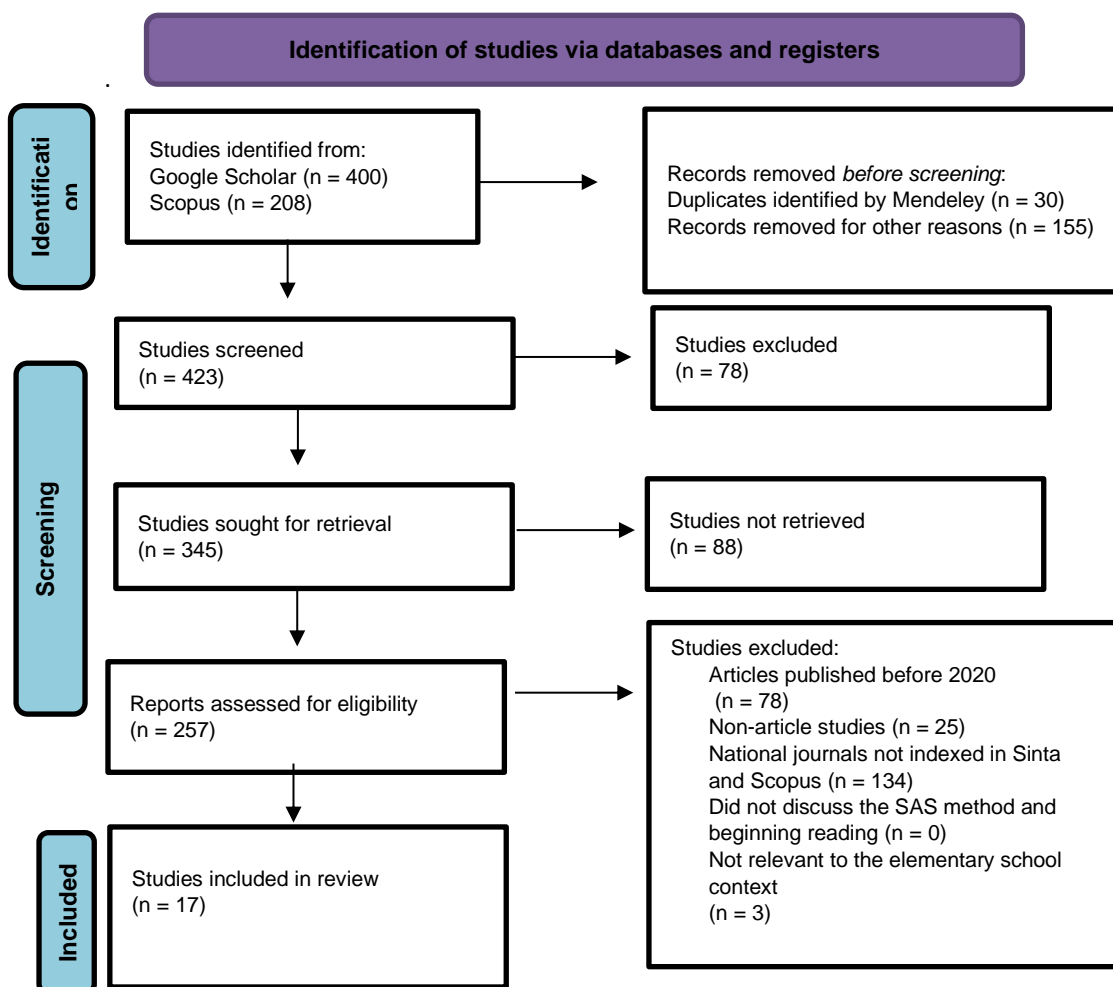 Identification of studies via databases and registers
.
Identificati
on
Studies identified from:
Google Scholar (n = 400)
Scopus (n = 208)
Records removed before screening:
Duplicates identified by Mendeley (n = 30)
Records removed for other reasons (n = 155)
Screening
Studies screened
(n = 423)
Studies excluded
(n = 78)
Studies sought for retrieval
(n = 345)
Studies not retrieved
(n = 88)
Reports assessed for eligibility
(n = 257)
Studies excluded:
Articles published before 2020
(n = 78)
Non-article studies (n = 25)
National journals not indexed in Sinta
and Scopus (n = 134)
Did not discuss the SAS method and
beginning reading (n = 0)
Not relevant to the elementary school
context
(n = 3)
Included
Studies included in review
(n = 17)